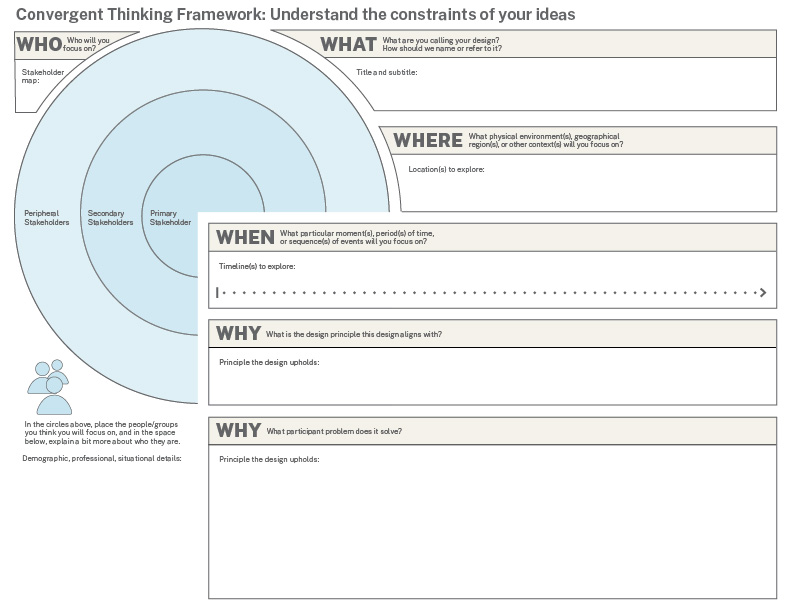 Convergent Thinking Framework: Understand the constraints of your ideas
WHO Who will you
focus on?
Stakeholder
map:
WHAT What are you calling your design?
How should we name or refer to it?
Title and subtitle:
WHERE What physical environment(s), geographical
region(s), or other context(s) will you focus on?
Location(s) to explore:
Peripheral
Stakeholders
Secondary
Stakeholders
Primary
Stakeholder
WHEN What particular moment(s), period(s) of time,
or sequence(s) of events will you focus on?
Timeline(s) to explore:
WHY What is the design principle this design aligns with?
Principle the design upholds:
In the circles above, place the people/groups
you think you will focus on, and in the space
below, explain a bit more about who they are.
Demographic, professional, situational details:
WHY What participant problem does it solve?
Principle the design upholds: